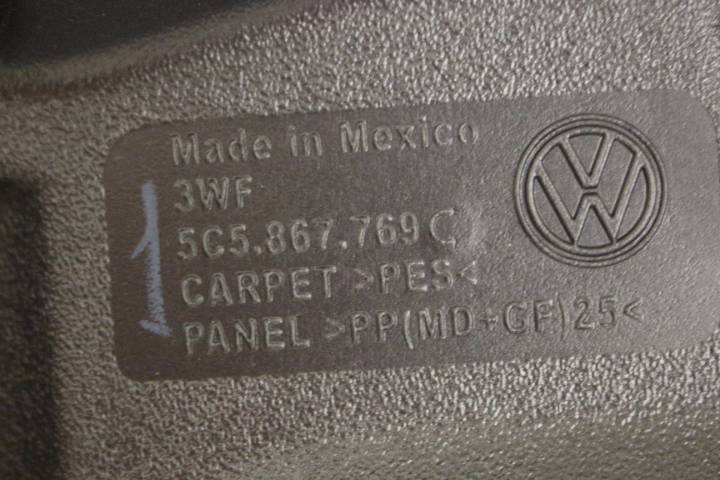 Made in Mexico
3WF
5C5.867.769 C
CARPET >PES<
PANEL >PP(MD+GF)25<